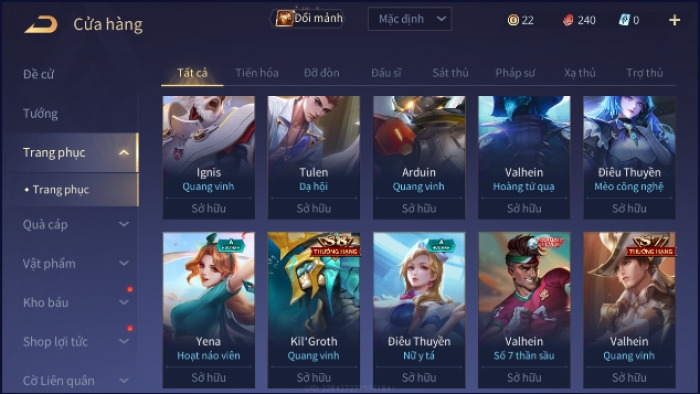 Cửa hàng
Đổi mảnh
Mặc định
22
240
0
Đề cử
Tướng
Trang phục
• Trang phục
Quà cáp
Vật phẩm
Kho báu
Shop lợi tức
Cờ Liên quân
Tất cả
Tiến hóa
Đỡ đòn
Đấu sĩ
Sát thủ
Pháp sư
Xạ thủ
Trợ thủ
Ignis
Quang vinh
Sở hữu
Tulen
Dạ hội
Sở hữu
Arduin
Quang vinh
Sở hữu
Valhein
Hoàng tử quạ
Sở hữu
Điêu Thuyền
Mèo công nghệ
Sở hữu
A
Yena
Hoạt náo viên
Sở hữu
S8
THƯỞNG HẠNG
Kil'Groth
Quang vinh
Sở hữu
A
Điêu Thuyền
Nữ y tá
Sở hữu
Valhein
Số 7 thần sầu
Sở hữu
S7
THƯỞNG HẠNG
Valhein
Quang vinh
Sở hữu